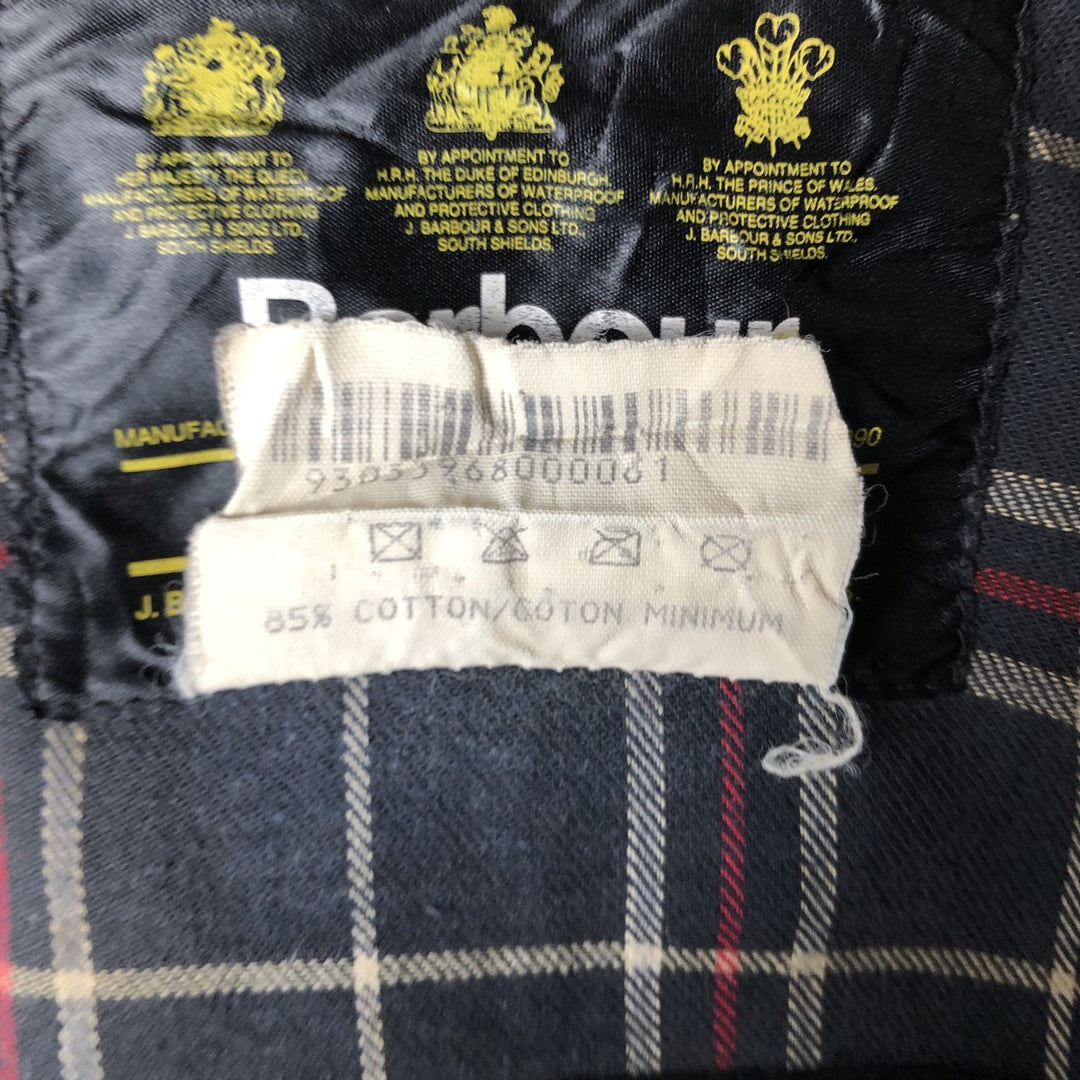 BY APPOINTMENT TO
HER MAJESTY THE QUEEN
MANUFACTURERS OF WATERPROOF
AND PROTECTIVE CLOTHING
J. BARBOUR & SONS LTD.,
SOUTH SHIELDS.
BY APPOINTMENT TO
H.R.H. THE DUKE OF EDINBURGH,
MANUFACTURERS OF WATERPROOF
AND PROTECTIVE CLOTHING
J. BARBOUR & SONS LTD.,
SOUTH SHIELDS.
BY APPOINTMENT TO
H.R.H. THE PRINCE OF WALES.
MANUFACTURERS OF WATERPROOF
AND PROTECTIVE CLOTHING
J. BARBOUR & SONS LTD.,
SOUTH SHIELDS.
Barbour
MANUFAC
90
J. B
85% COTTON/COTON MINIMUM